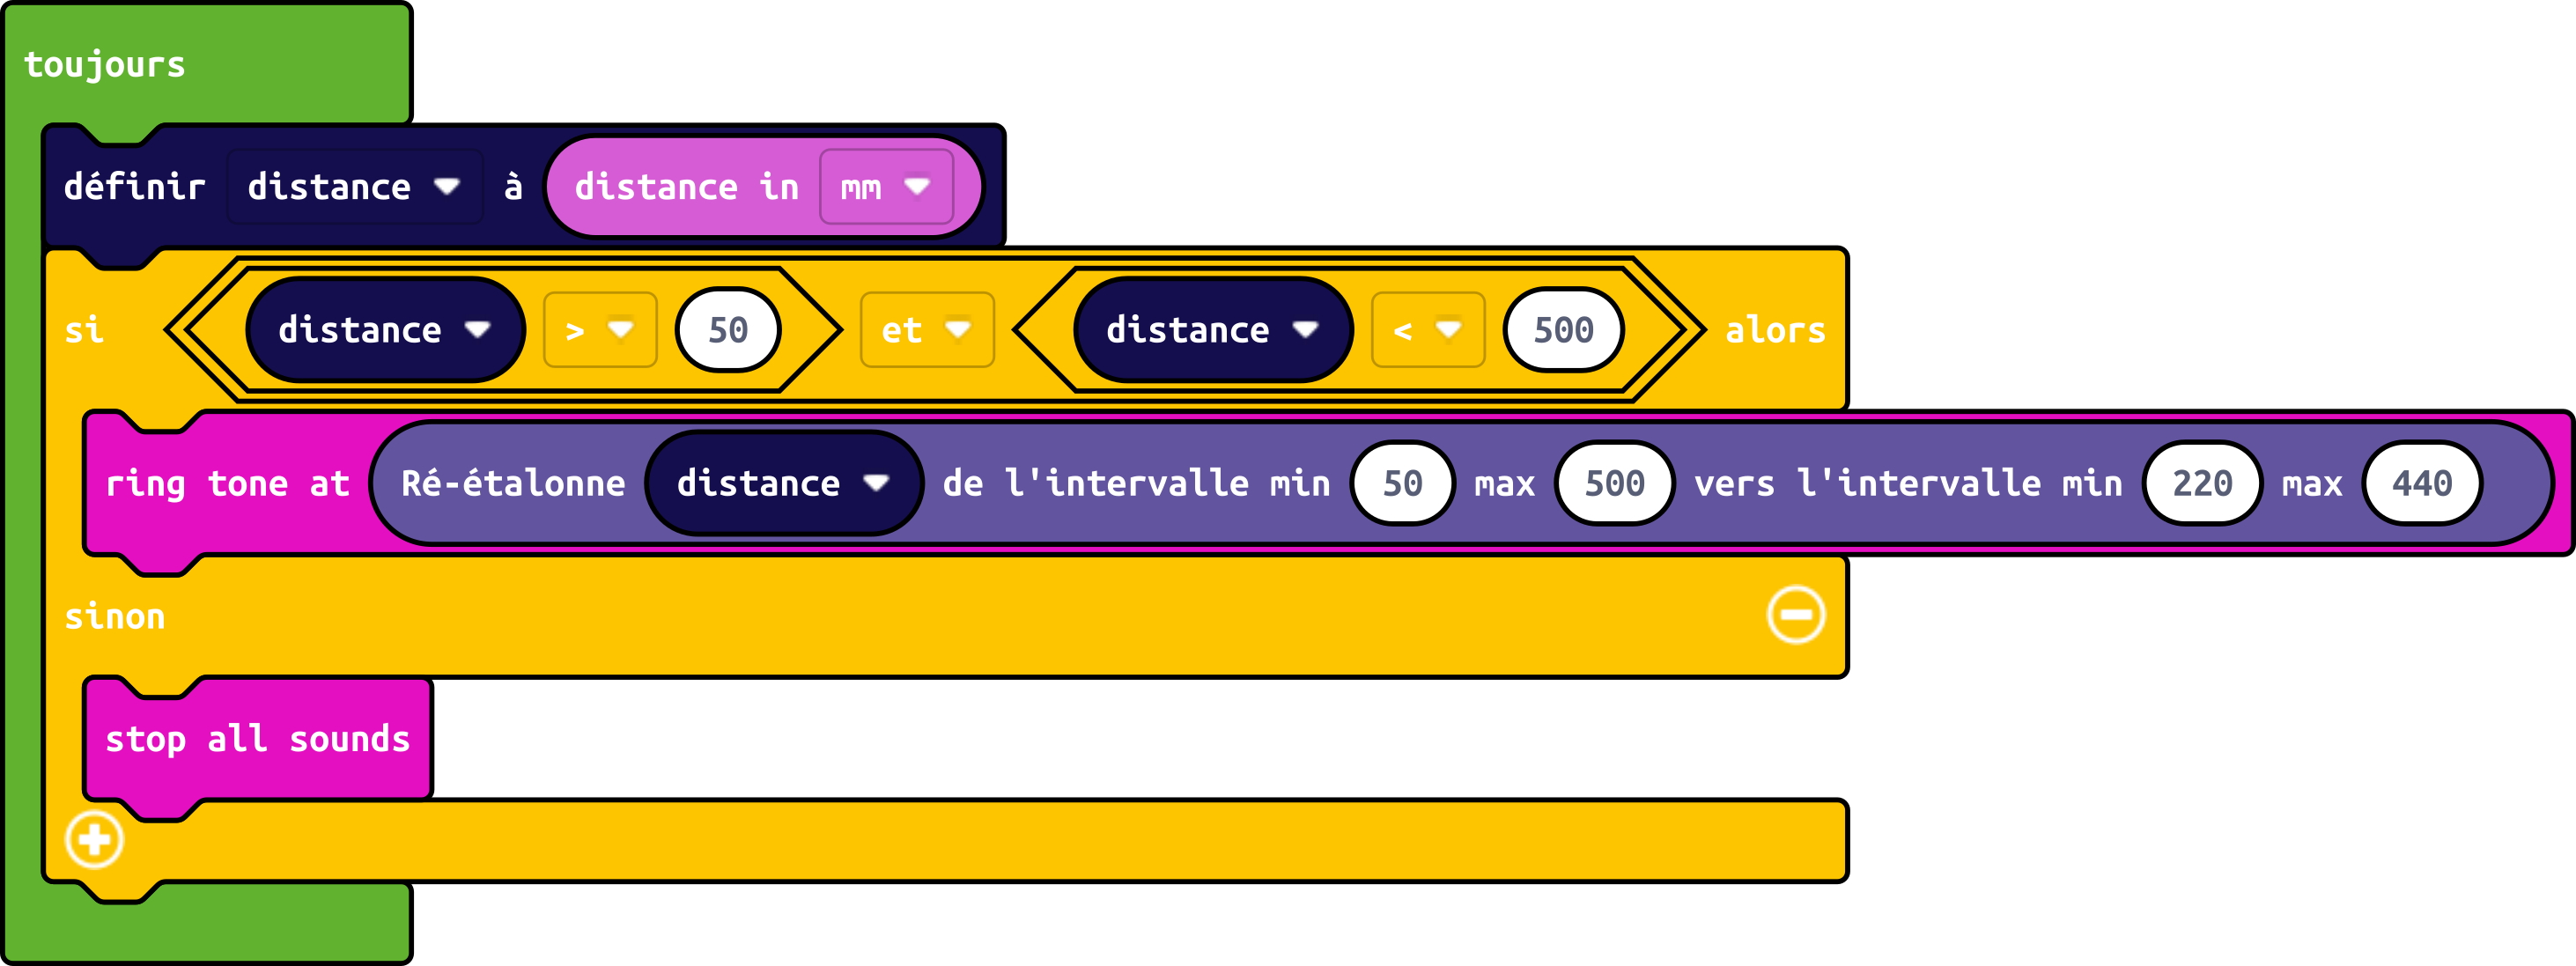 toujours
définir distance à distance in mm
si distance > 50 et distance < 500 alors
ring tone at Ré-étalonne distance de l'intervalle min 50 max 500 vers l'intervalle min 220 max 440
sinon
stop all sounds